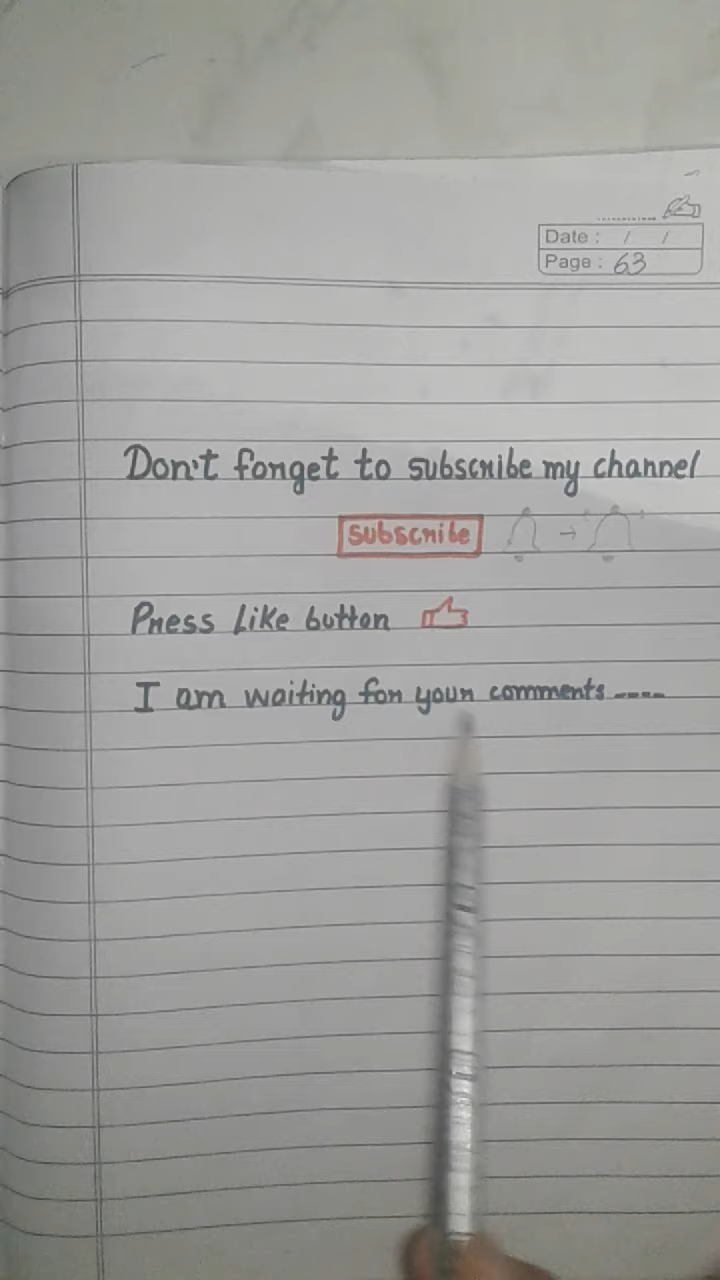 Date : / /
Page : 63
Don't forget to subscribe my channel
Subscribe
Press Like button
I am waiting for your comments ----